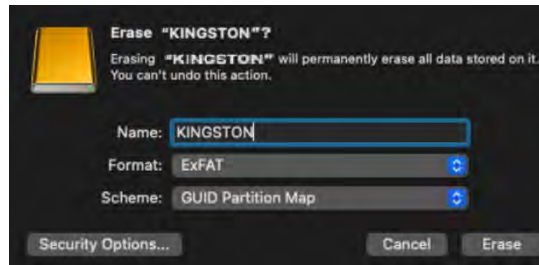 Erase “KINGSTON”?
Erasing “KINGSTON” will permanently erase all data stored on it.
You can't undo this action.
Name: KINGSTON
Format: ExFAT
Scheme: GUID Partition Map
Security Options... Cancel Erase